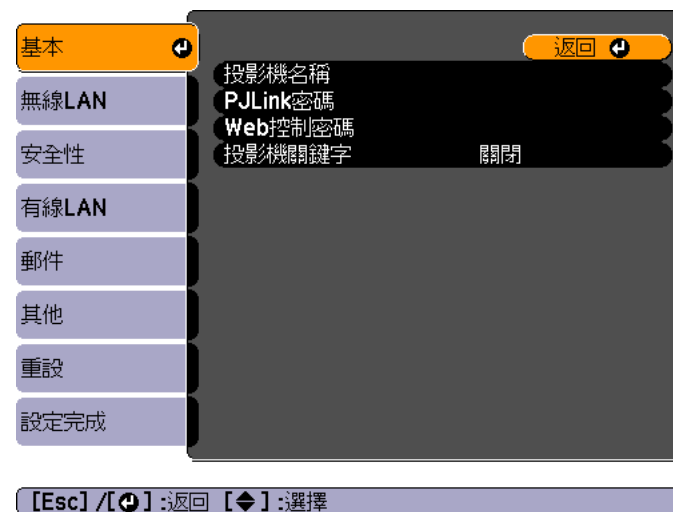 基本
返回
投影機名稱
PJLink密碼
Web控制密碼
投影機關鍵字 關閉
無線LAN
安全性
有線LAN
郵件
其他
重設
設定完成
[Esc] /[ ] :返回 [ ] :選擇